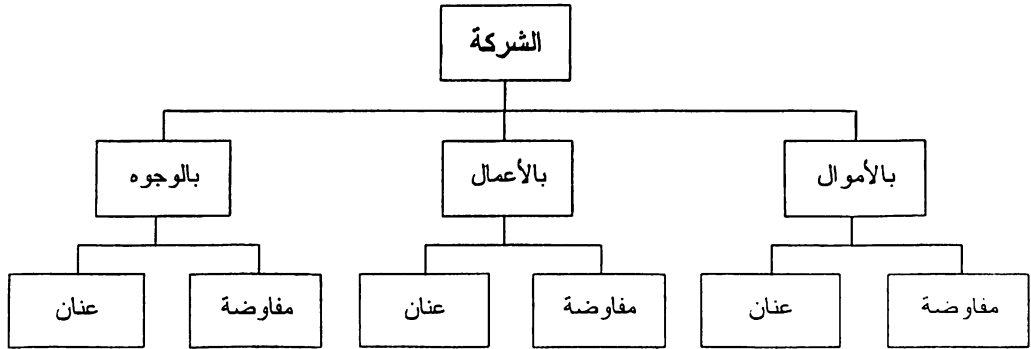 الشركة
بالأموال
بالأعمال
بالوجوه
مفاوضة
عنان
مفاوضة
عنان
مفاوضة
عنان